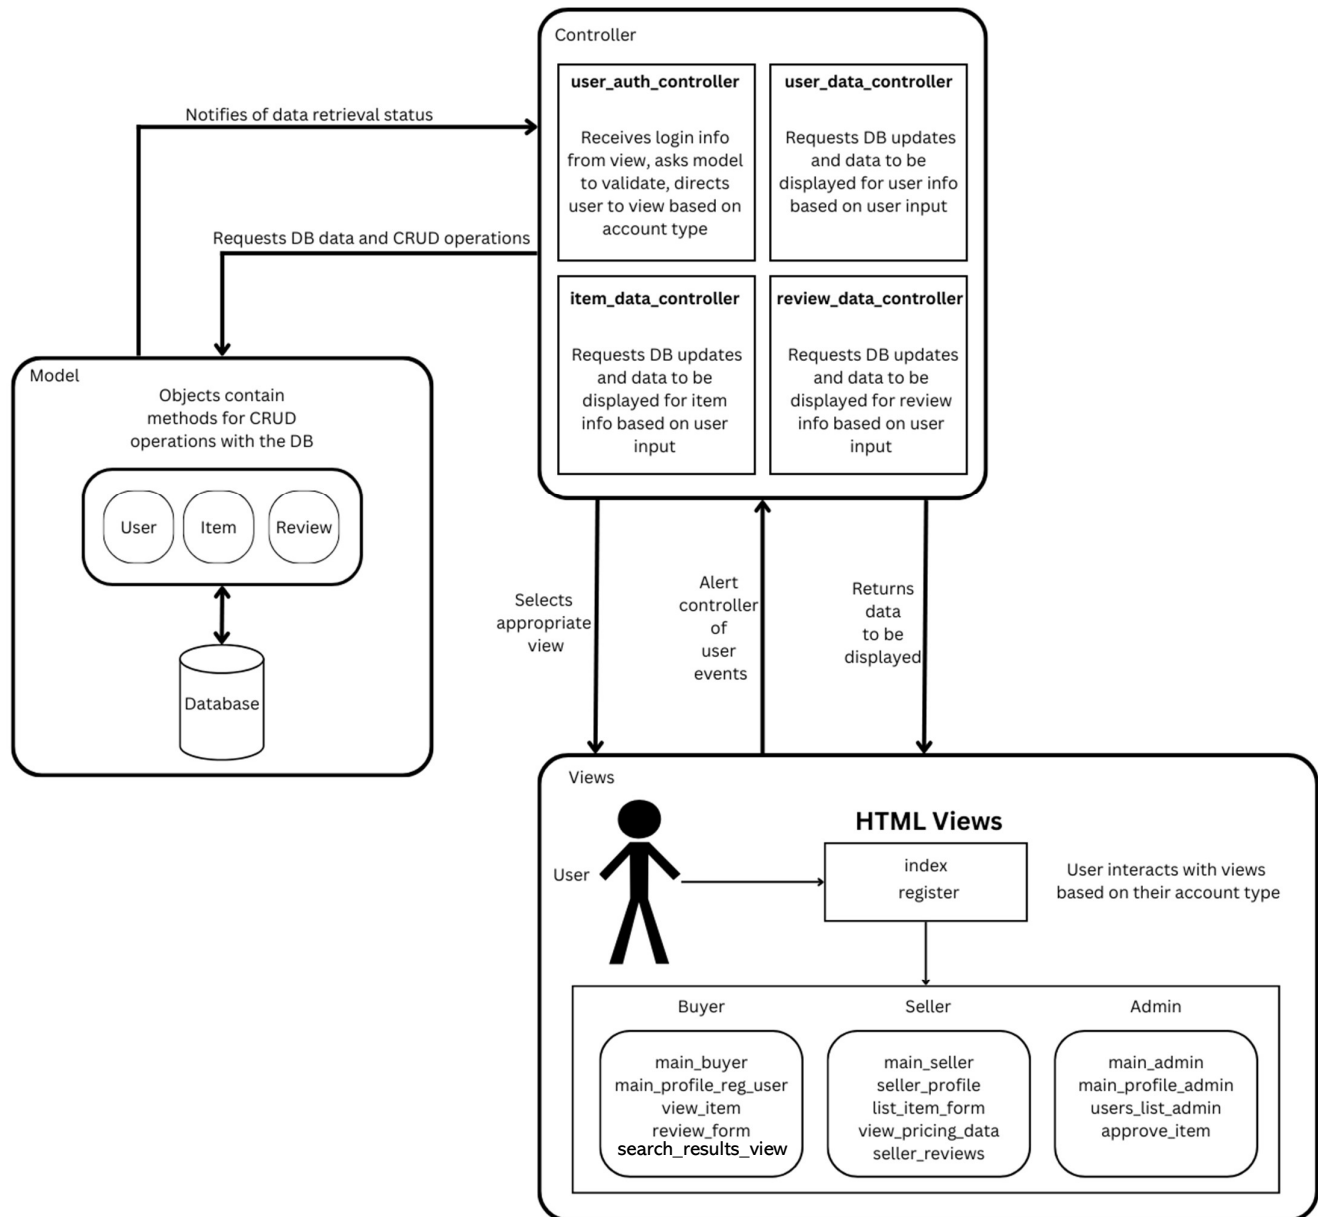 Controller
user_auth_controller
Receives login info
from view, asks model
to validate, directs
user to view based on
account type
user_data_controller
Requests DB updates
and data to be
displayed for user info
based on user input
item_data_controller
Requests DB updates
and data to be
displayed for item
info based on user
input
review_data_controller
Requests DB updates
and data to be
displayed for review
info based on user
input
Notifies of data retrieval status
Requests DB data and CRUD operations
Model
Objects contain
methods for CRUD
operations with the DB
User
Item
Review
Database
Selects
appropriate
view
Alert
controller
of
user
events
Returns
data
to be
displayed
Views
User
HTML Views
index
register
User interacts with views
based on their account type
Buyer
main_buyer
main_profile_reg_user
view_item
review_form
search_results_view
Seller
main_seller
seller_profile
list_item_form
view_pricing_data
seller_reviews
Admin
main_admin
main_profile_admin
users_list_admin
approve_item